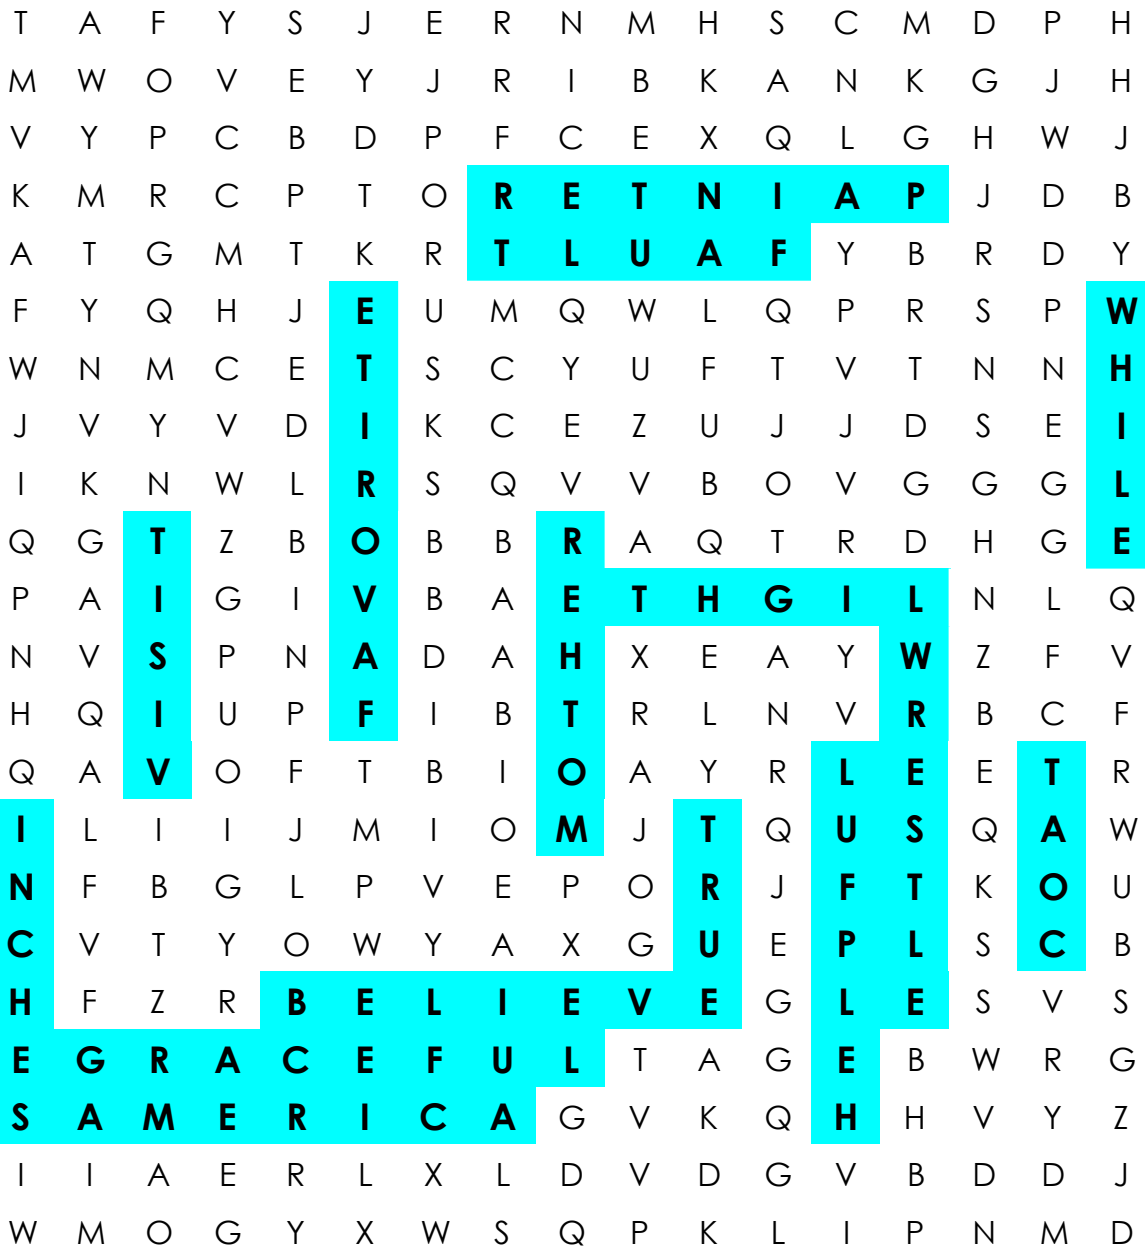 T A F Y S J E R N M H S C M D P H
M W O V E Y J R I B K A N K G J H
V Y P C B D P F C E X Q L G H W J
K M R C P T O R E T N I A P J D B
A T G M T K R T L U A F Y B R D Y
F Y Q H J E U M Q W L Q P R S P W
W N M C E T S C Y U F T V T N N H
J V Y V D I K C E Z U J J D S E I
I K N W L R S Q V V B O V G G G L
Q G T Z B O B B R A Q T R D H G E
P A I G I V B A E T H G I L N L Q
N V S P N A D A H X E A Y W Z F V
H Q I U P F I B T R L N V R B C F
Q A V O F T B I O A Y R L E E T R
I L I I J M I O M J T Q U S Q A W
N F B G L P V E P O R J F T K O U
C V T Y O W Y A X G U E P L S C B
H F Z R B E L I E V E G L E S V S
E G R A C E F U L T A G E B W R G
S A M E R I C A G V K Q H H V Y Z
I I A E R L X L D V D G V B D D J
W M O G Y X W S Q P K L I P N M D